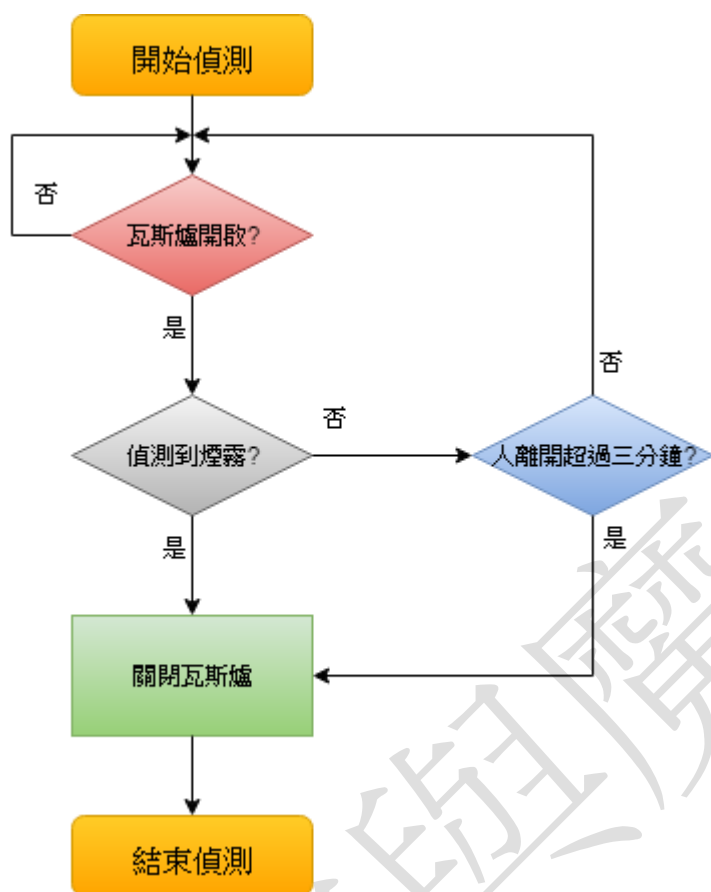 開始偵測
否
瓦斯爐開啟?
是
否
偵測到煙霧?
否
人離開超過三分鐘?
是
是
關閉瓦斯爐
結束偵測